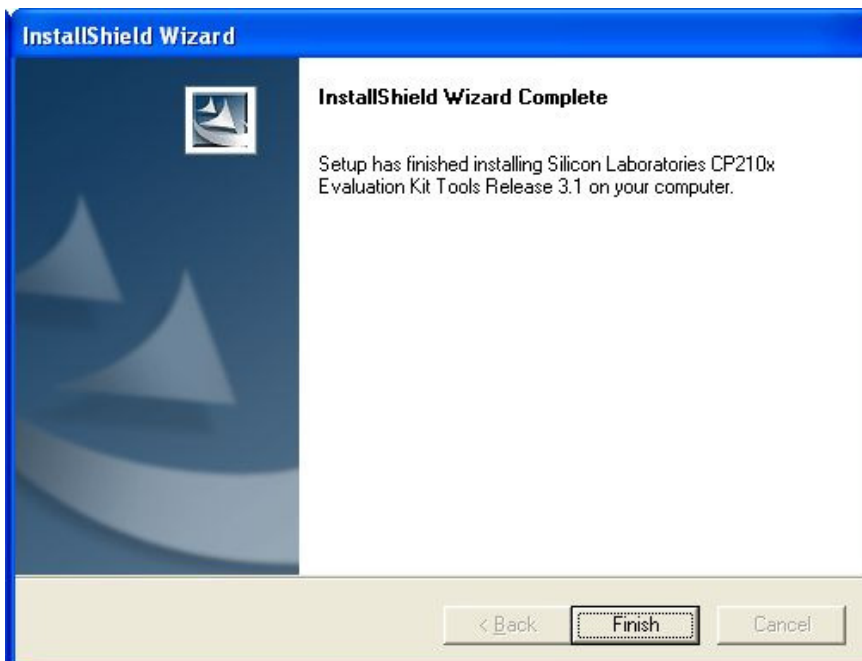 InstallShield Wizard
InstallShield Wizard Complete
Setup has finished installing Silicon Laboratories CP210x
Evaluation Kit Tools Release 3.1 on your computer.
< Back Finish Cancel